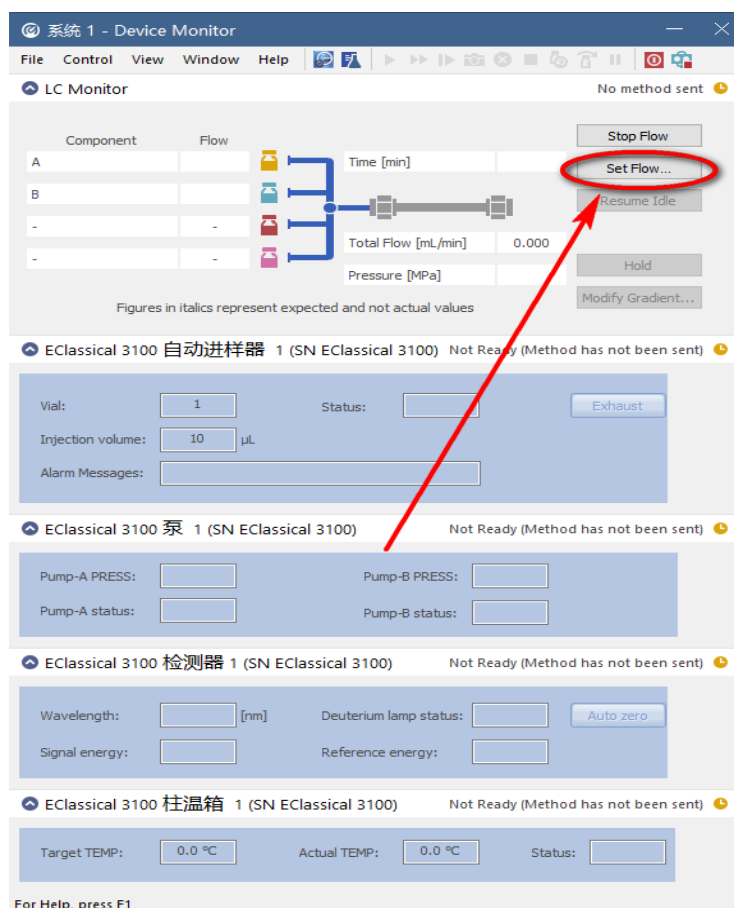 系统 1 - Device Monitor
File Control View Window Help
LC Monitor No method sent
Component Flow
Stop Flow
A Time [min] Set Flow...
B Resume Idle
- -
Total Flow [mL/min] 0.000
- - Hold
Pressure [MPa]
Modify Gradient...
Figures in italics represent expected and not actual values
EClassical 3100 自动进样器 1 (SN EClassical 3100) Not Ready (Method has not been sent)
Vial: 1 Status: Exhaust
Injection volume: 10 µL
Alarm Messages:
EClassical 3100 泵 1 (SN EClassical 3100) Not Ready (Method has not been sent)
Pump-A PRESS: Pump-B PRESS:
Pump-A status: Pump-B status:
EClassical 3100 检测器 1 (SN EClassical 3100) Not Ready (Method has not been sent)
Wavelength: [nm] Deuterium lamp status: Auto zero
Signal energy: Reference energy:
EClassical 3100 柱温箱 1 (SN EClassical 3100) Not Ready (Method has not been sent)
Target TEMP: 0.0 ºC Actual TEMP: 0.0 ºC Status:
For Help, press F1